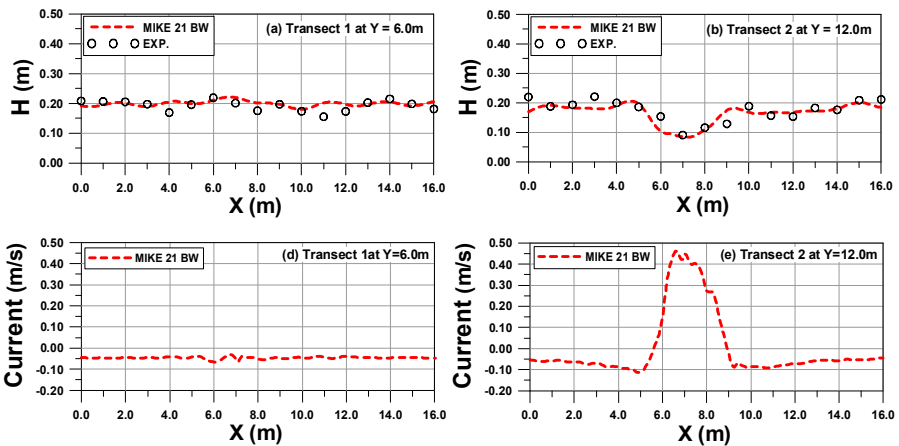 MIKE 21 BW
EXP.
(a) Transect 1 at Y = 6.0m
H (m)
0.50
0.40
0.30
0.20
0.10
0.00
0.0 2.0 4.0 6.0 8.0 10.0 12.0 14.0 16.0
X (m)
MIKE 21 BW
EXP.
(b) Transect 2 at Y = 12.0m
H (m)
0.50
0.40
0.30
0.20
0.10
0.00
0.0 2.0 4.0 6.0 8.0 10.0 12.0 14.0 16.0
X (m)
MIKE 21 BW
(d) Transect 1at Y=6.0m
Current (m/s)
0.50
0.40
0.30
0.20
0.10
0.00
-0.10
-0.20
0.0 2.0 4.0 6.0 8.0 10.0 12.0 14.0 16.0
X (m)
MIKE 21 BW
(e) Transect 2 at Y=12.0m
Current (m/s)
0.50
0.40
0.30
0.20
0.10
0.00
-0.10
-0.20
0.0 2.0 4.0 6.0 8.0 10.0 12.0 14.0 16.0
X (m)